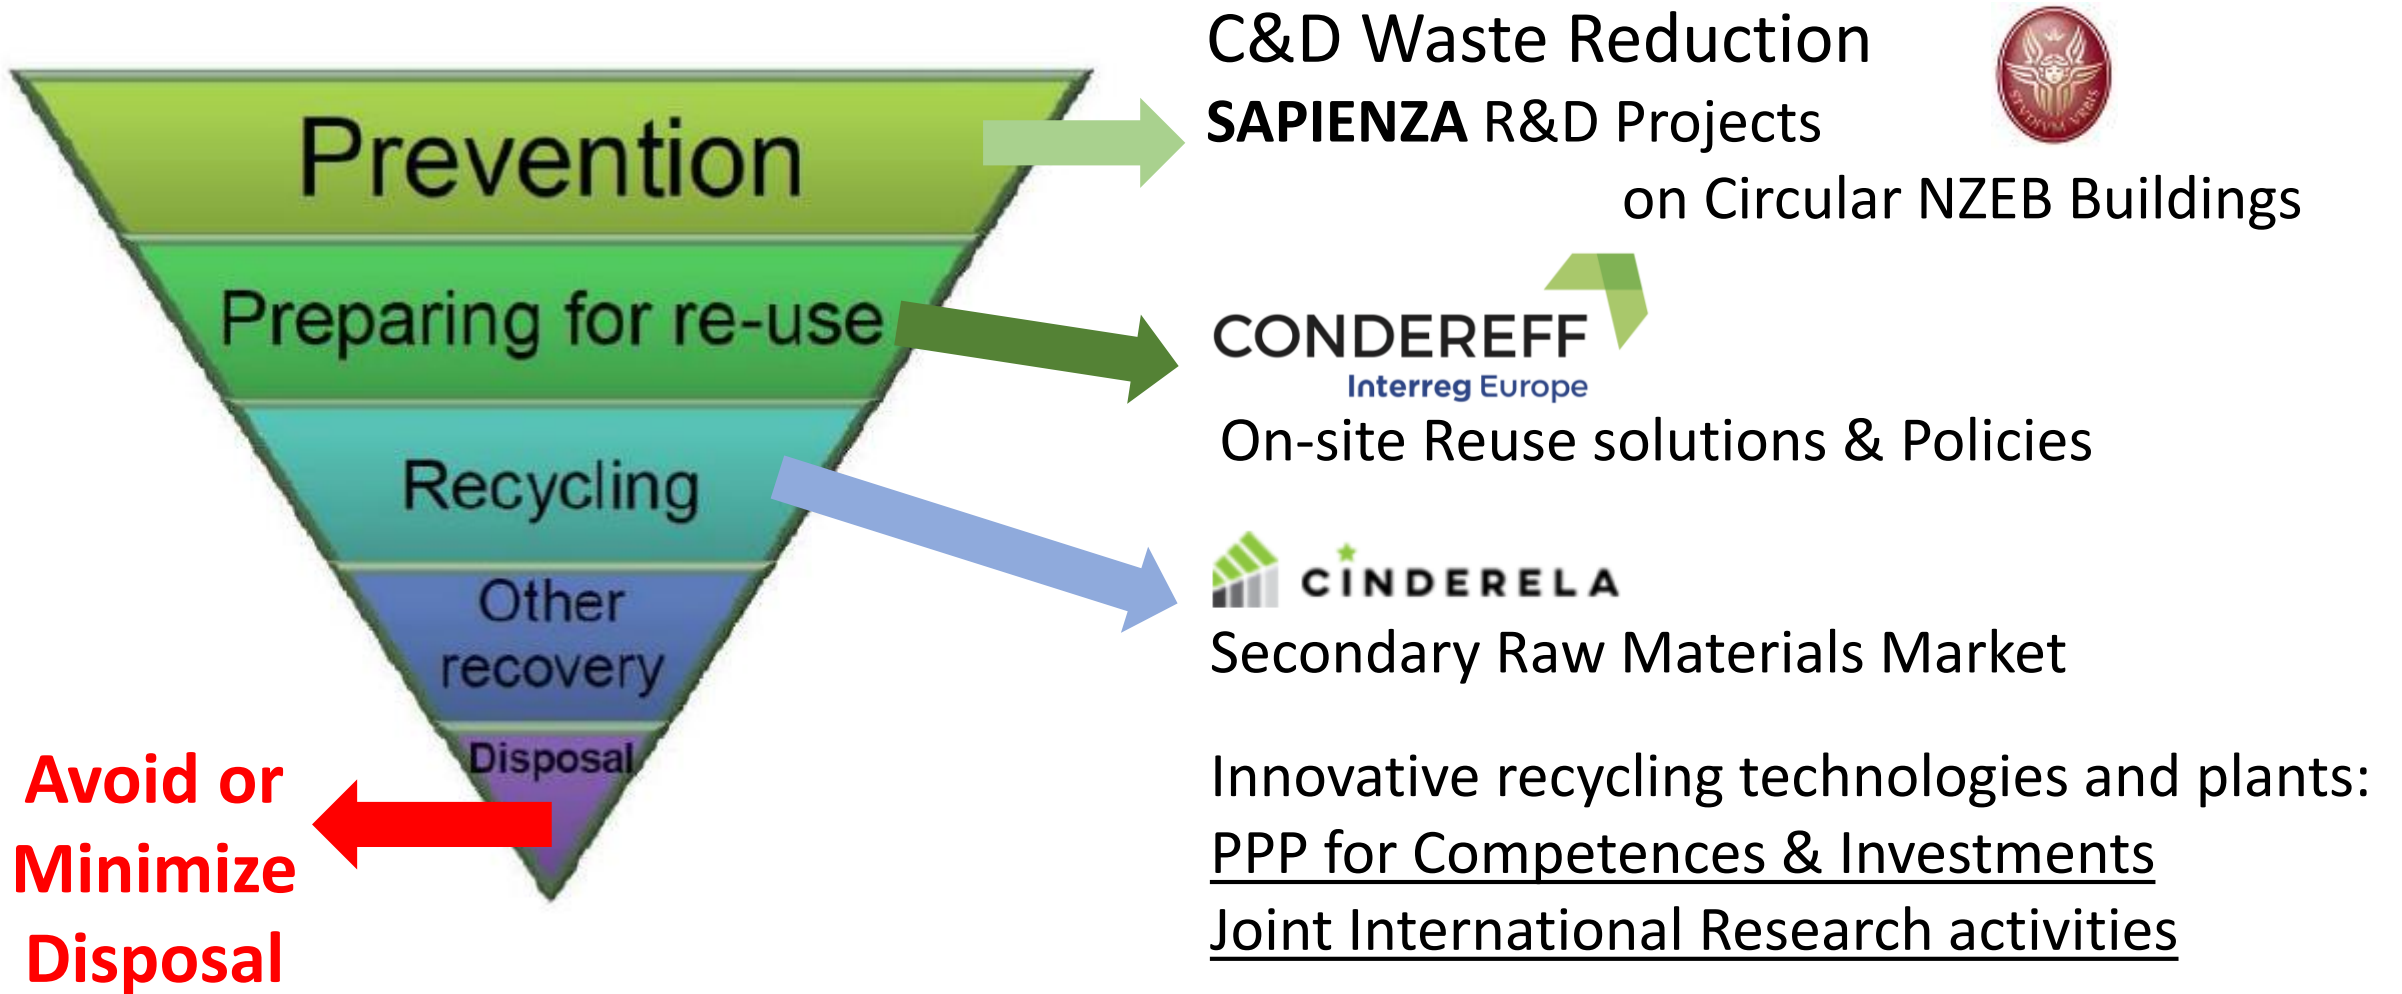 Prevention
Preparing for re-use
Recycling
Other
recovery
Disposal
Avoid or
Minimize
Disposal
C&D Waste Reduction
SAPIENZA R&D Projects
on Circular NZEB Buildings
STVDIVM VRBIS
CONDEREFF
Interreg Europe
On-site Reuse solutions & Policies
CINDERELA
Secondary Raw Materials Market
Innovative recycling technologies and plants:
PPP for Competences & Investments
Joint International Research activities